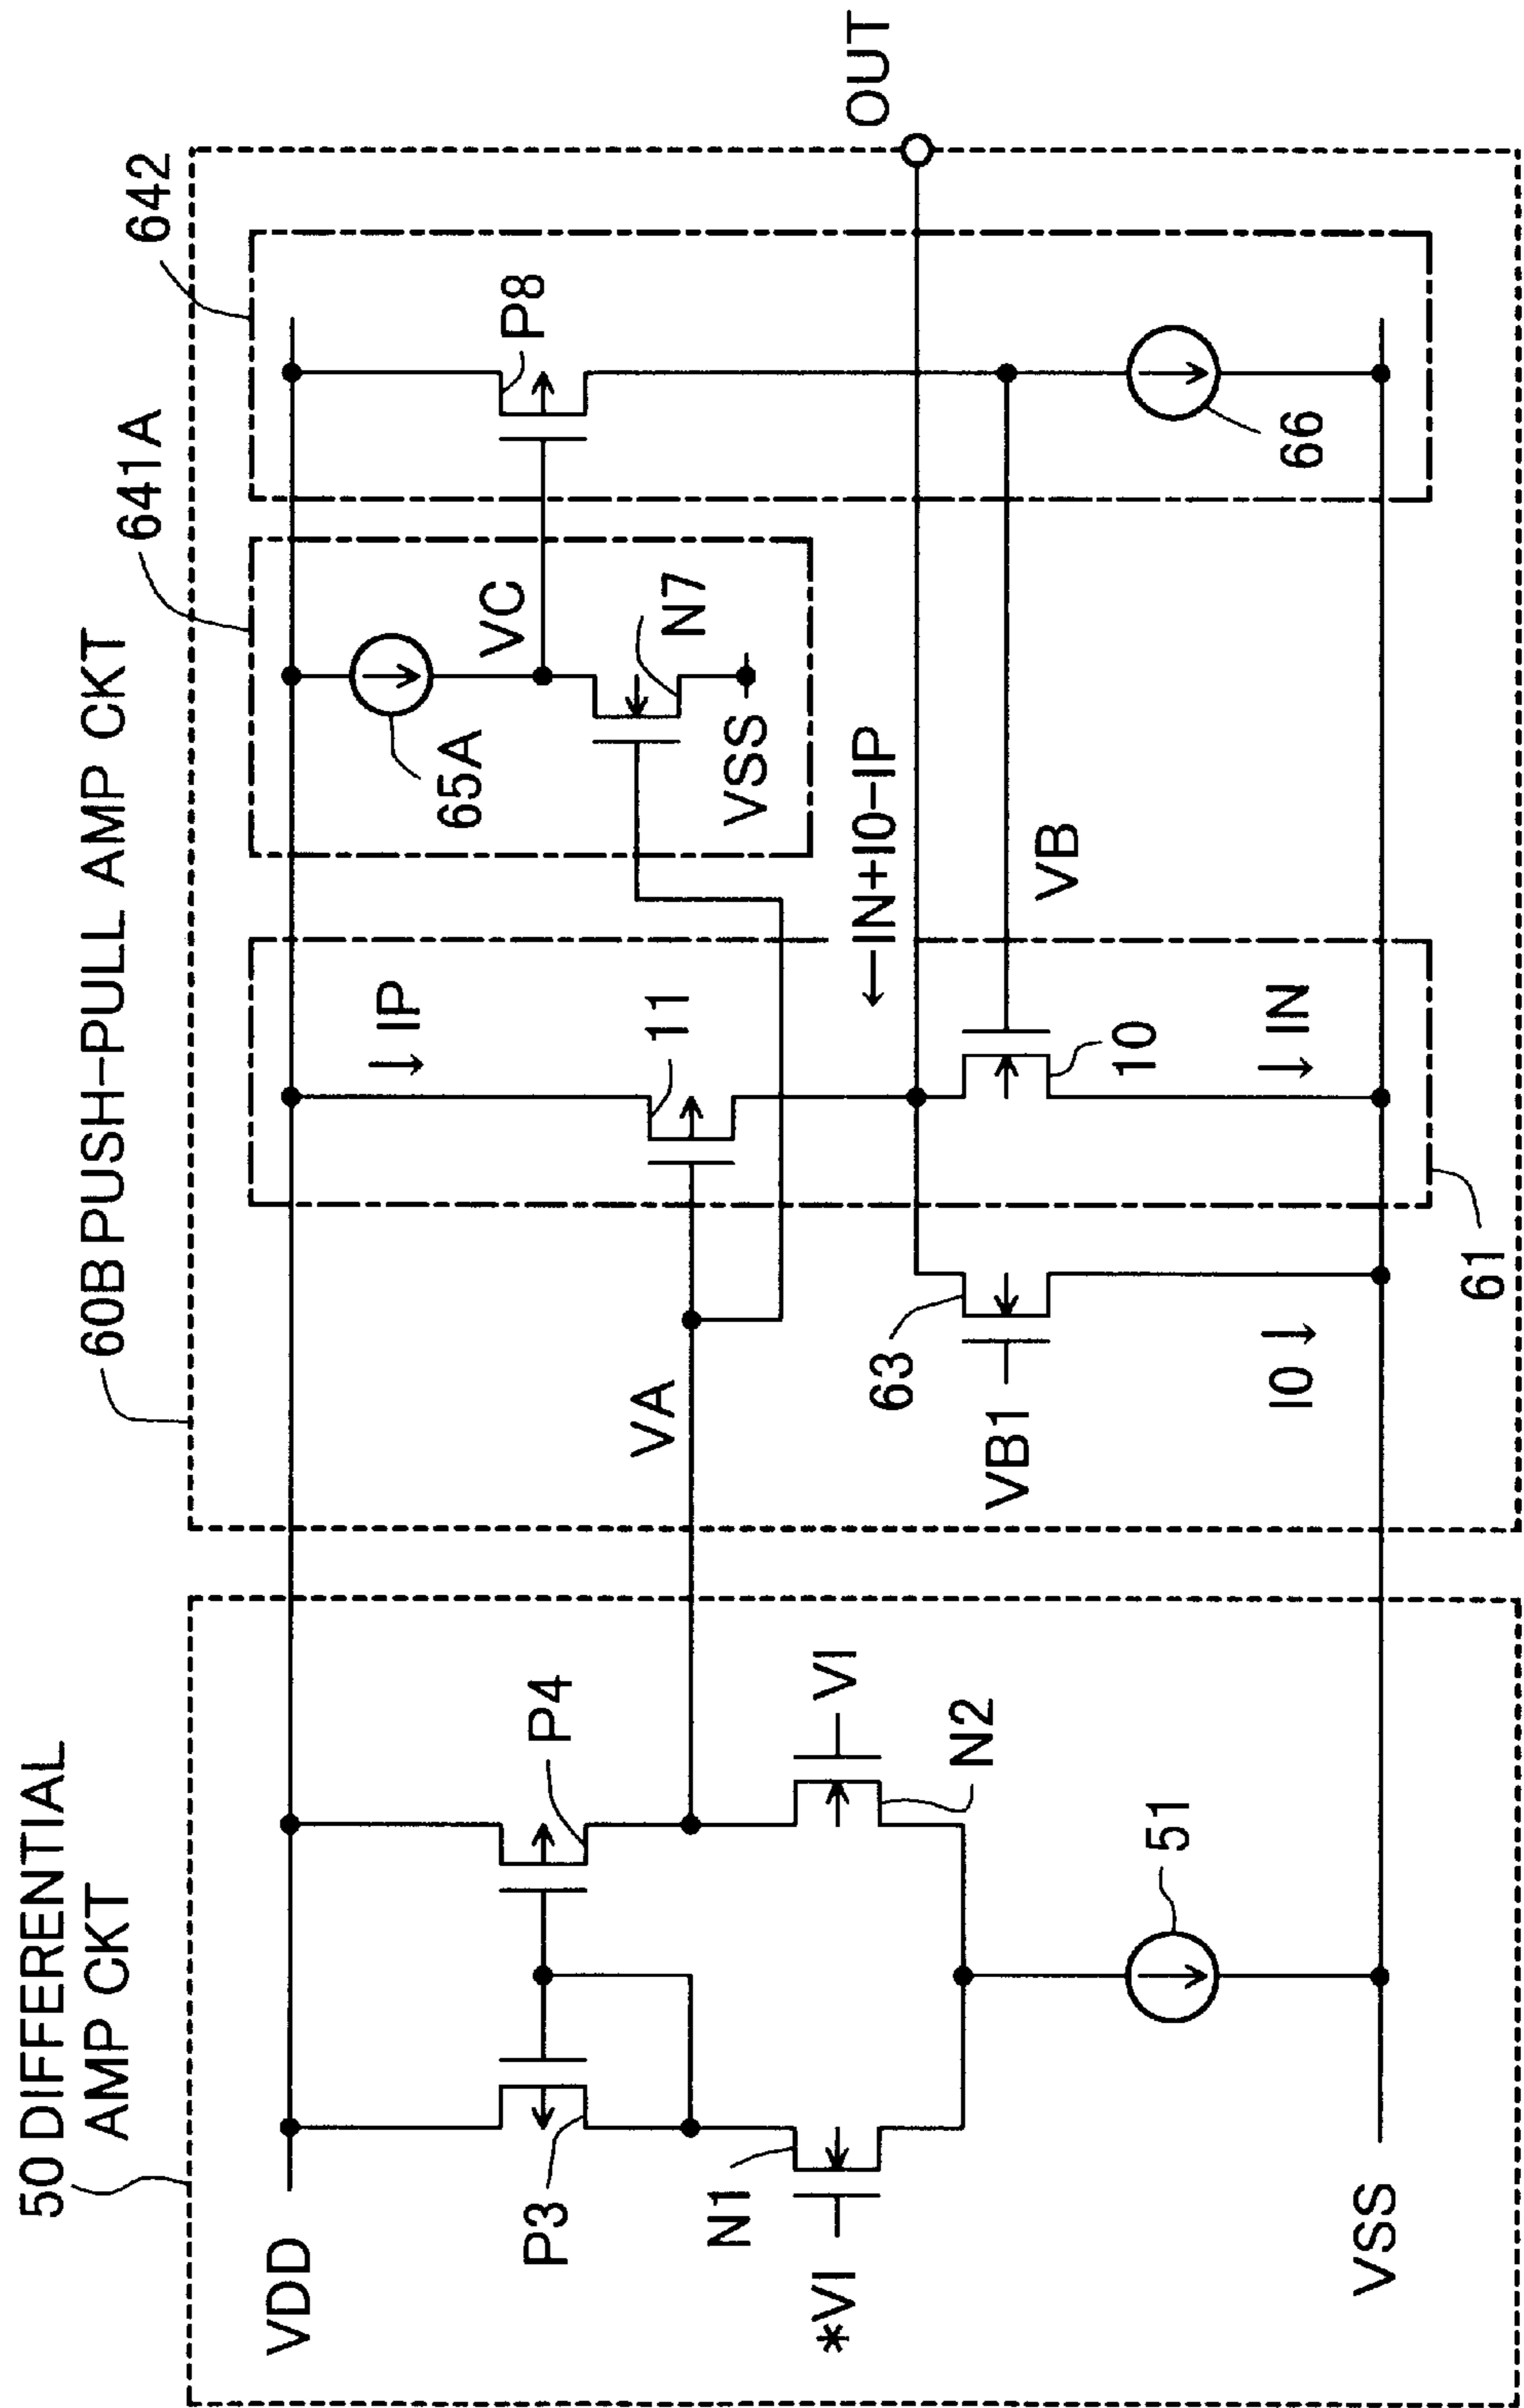 50 DIFFERENTIAL
AMP CKT
60B PUSH-PULL AMP CKT
641A
642
VDD
P3
P4
N1
*VI
N2
VI
51
VSS
VA
↓ IP
11
65A
VC
N7
VSS
P8
OUT
←IN+IO-IP
63
VB1
IO ↓
10
↓ IN
VB
66
61